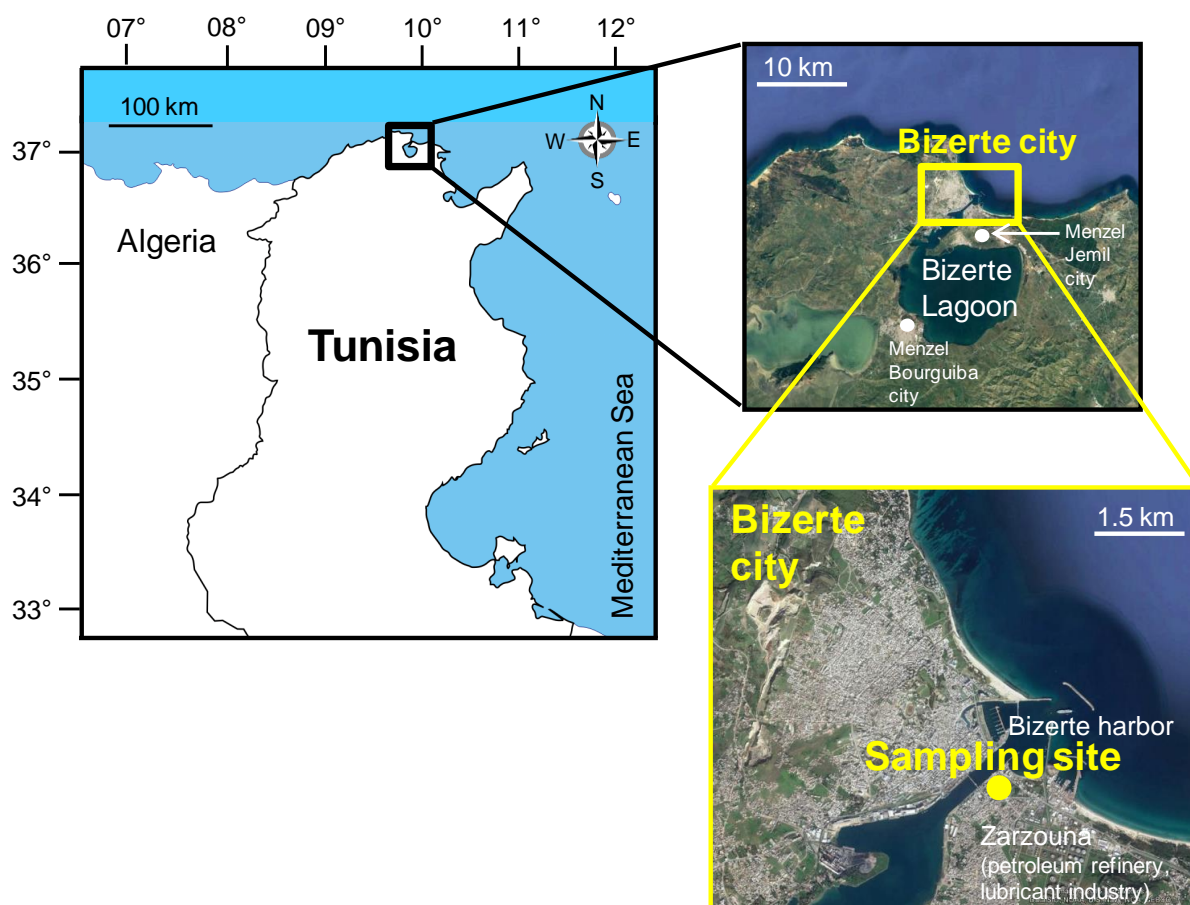 07° 08° 09° 10° 11° 12°
100 km
N
W E
S
37°
36°
35°
34°
33°
Algeria
Tunisia
Mediterranean Sea
10 km
Bizerte city
Menzel
Jemil
city
Bizerte
Lagoon
Menzel
Bourguiba
city
Bizerte
city
1.5 km
Bizerte harbor
Sampling site
Zarzouna
(petroleum refinery,
lubricant industry)